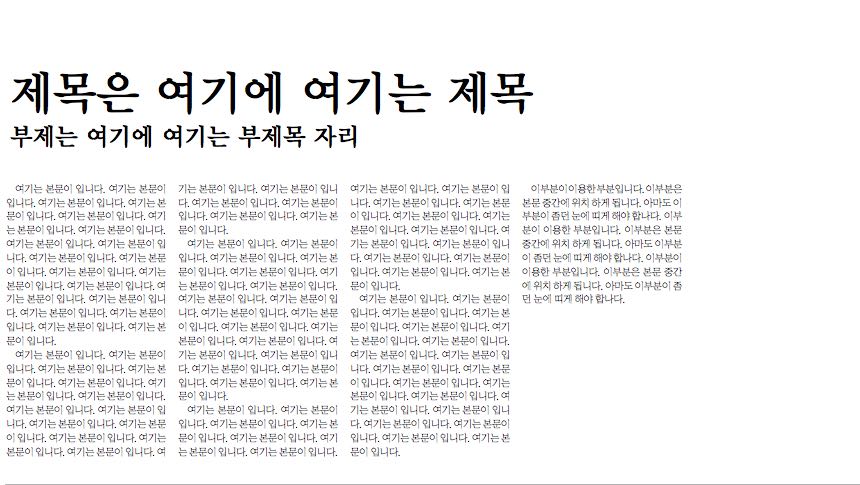 제목은 여기에 여기는 제목
부제는 여기에 여기는 부제목 자리
여기는 본문이 입니다. 여기는 본문이
입니다. 여기는 본문이 입니다. 여기는 본
문이 입니다. 여기는 본문이 입니다. 여기
는 본문이 입니다. 여기는 본문이 입니다.
여기는 본문이 입니다. 여기는 본문이 입
니다. 여기는 본문이 입니다. 여기는 본문
이 입니다. 여기는 본문이 입니다. 여기는
본문이 입니다. 여기는 본문이 입니다. 여
기는 본문이 입니다. 여기는 본문이 입니
다. 여기는 본문이 입니다. 여기는 본문이
입니다. 여기는 본문이 입니다. 여기는 본
문이 입니다.
여기는 본문이 입니다. 여기는 본문이
입니다. 여기는 본문이 입니다. 여기는 본
문이 입니다. 여기는 본문이 입니다. 여기
는 본문이 입니다. 여기는 본문이 입니다.
여기는 본문이 입니다. 여기는 본문이 입
니다. 여기는 본문이 입니다. 여기는 본문
이 입니다. 여기는 본문이 입니다. 여기는
본문이 입니다. 여기는 본문이 입니다. 여
기는 본문이 입니다. 여기는 본문이 입니
다. 여기는 본문이 입니다. 여기는 본문이
입니다. 여기는 본문이 입니다. 여기는 본
문이 입니다.
여기는 본문이 입니다. 여기는 본문이
입니다. 여기는 본문이 입니다. 여기는 본
문이 입니다. 여기는 본문이 입니다. 여기
는 본문이 입니다. 여기는 본문이 입니다.
여기는 본문이 입니다. 여기는 본문이 입
니다. 여기는 본문이 입니다. 여기는 본문
이 입니다. 여기는 본문이 입니다. 여기는
본문이 입니다. 여기는 본문이 입니다. 여
기는 본문이 입니다. 여기는 본문이 입니
다. 여기는 본문이 입니다. 여기는 본문이
입니다. 여기는 본문이 입니다. 여기는 본
문이 입니다.
여기는 본문이 입니다. 여기는 본문이
입니다. 여기는 본문이 입니다. 여기는 본
문이 입니다. 여기는 본문이 입니다. 여기
는 본문이 입니다. 여기는 본문이 입니다.
여기는 본문이 입니다. 여기는 본문이 입
니다. 여기는 본문이 입니다. 여기는 본문
이 입니다. 여기는 본문이 입니다. 여기는
본문이 입니다. 여기는 본문이 입니다. 여
기는 본문이 입니다. 여기는 본문이 입니
다. 여기는 본문이 입니다. 여기는 본문이
입니다. 여기는 본문이 입니다. 여기는 본
문이 입니다.
여기는 본문이 입니다. 여기는 본문이
입니다. 여기는 본문이 입니다. 여기는 본
문이 입니다. 여기는 본문이 입니다. 여기
는 본문이 입니다. 여기는 본문이 입니다.
여기는 본문이 입니다. 여기는 본문이 입
니다. 여기는 본문이 입니다. 여기는 본문
이 입니다. 여기는 본문이 입니다. 여기는
본문이 입니다. 여기는 본문이 입니다. 여
기는 본문이 입니다. 여기는 본문이 입니
다. 여기는 본문이 입니다. 여기는 본문이
입니다. 여기는 본문이 입니다. 여기는 본
문이 입니다.
이부분이 이용한 부분입니다. 이부분은
본문 중간에 위치 하게 됩니다. 아마도 이
부분이 좀던 눈에 띠게 해야 합나다. 이부
분이 이용한 부분입니다. 이부분은 본문
중간에 위치 하게 됩니다. 아마도 이부분
이 좀던 눈에 띠게 해야 합나다. 이부분이
이용한 부분입니다. 이부분은 본문 중간
에 위치 하게 됩니다. 아마도 이부분이 좀
던 눈에 띠게 해야 합나다.